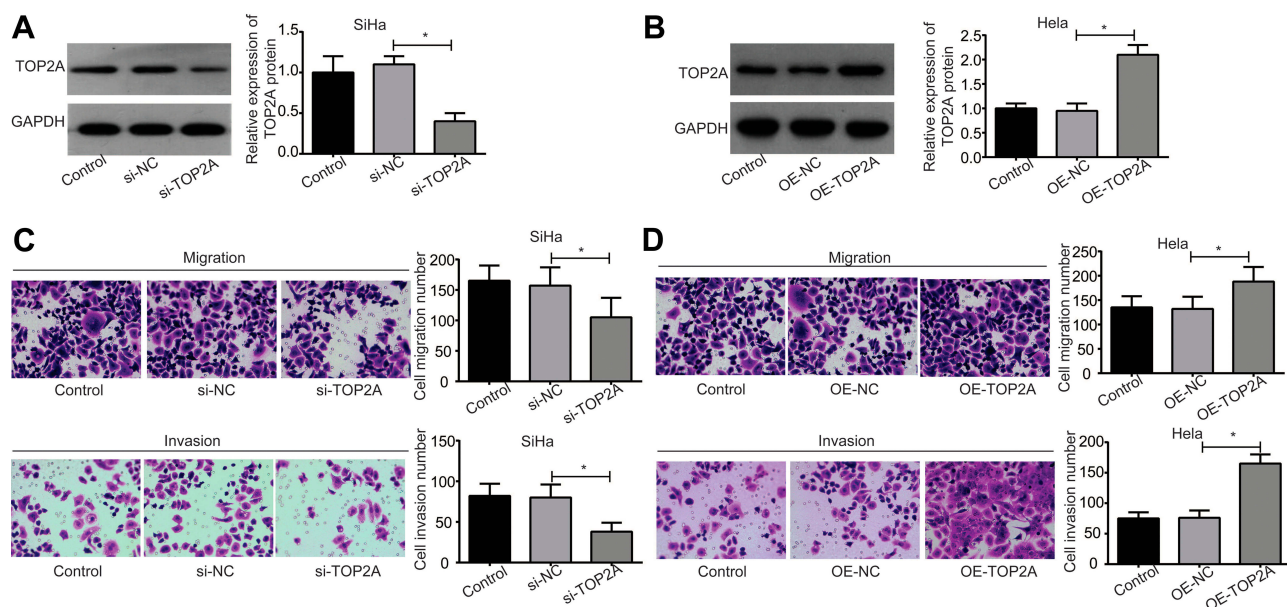 A
TOP2A
GAPDH
Control
si-NC
si-TOP2A
Relative expression of
TOP2A protein
SiHa
*
1.5
1.0
0.5
0.0
Control
si-NC
si-TOP2A
B
TOP2A
GAPDH
Control
OE-NC
OE-TOP2A
Relative expression of
TOP2A protein
Hela
*
2.5
2.0
1.5
1.0
0.5
0.0
Control
OE-NC
OE-TOP2A
C
Migration
Control
si-NC
si-TOP2A
Cell migration number
SiHa
*
200
150
100
50
0
Control
si-NC
si-TOP2A
Invasion
Control
si-NC
si-TOP2A
Cell invasion number
SiHa
*
150
100
50
0
Control
si-NC
si-TOP2A
D
Migration
Control
OE-NC
OE-TOP2A
Cell migration number
Hela
*
250
200
150
100
50
0
Control
OE-NC
OE-TOP2A
Invasion
Control
OE-NC
OE-TOP2A
Cell invasion number
Hela
*
200
150
100
50
0
Control
OE-NC
OE-TOP2A